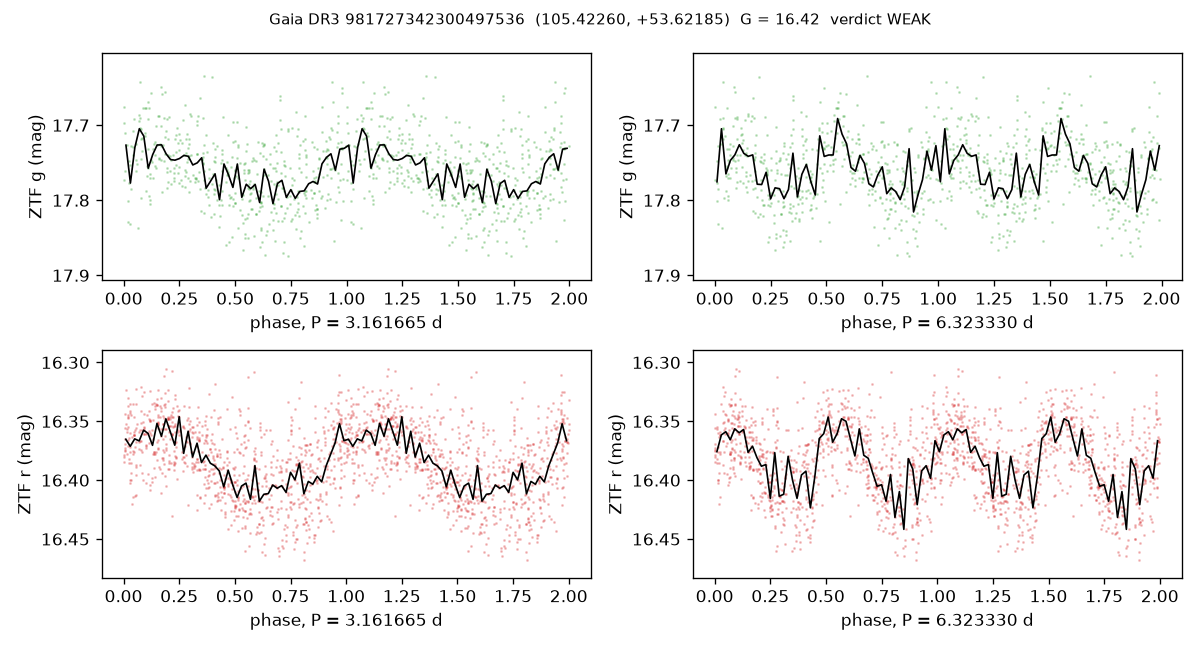 Gaia DR3 981727342300497536  (105.42260, +53.62185)  G = 16.42  verdict WEAK
ZTF g (mag)
17.7
17.8
17.9
0.00 0.25 0.50 0.75 1.00 1.25 1.50 1.75 2.00
phase, P = 3.161665 d
ZTF g (mag)
17.7
17.8
17.9
0.00 0.25 0.50 0.75 1.00 1.25 1.50 1.75 2.00
phase, P = 6.323330 d
ZTF r (mag)
16.30
16.35
16.40
16.45
0.00 0.25 0.50 0.75 1.00 1.25 1.50 1.75 2.00
phase, P = 3.161665 d
ZTF r (mag)
16.30
16.35
16.40
16.45
0.00 0.25 0.50 0.75 1.00 1.25 1.50 1.75 2.00
phase, P = 6.323330 d